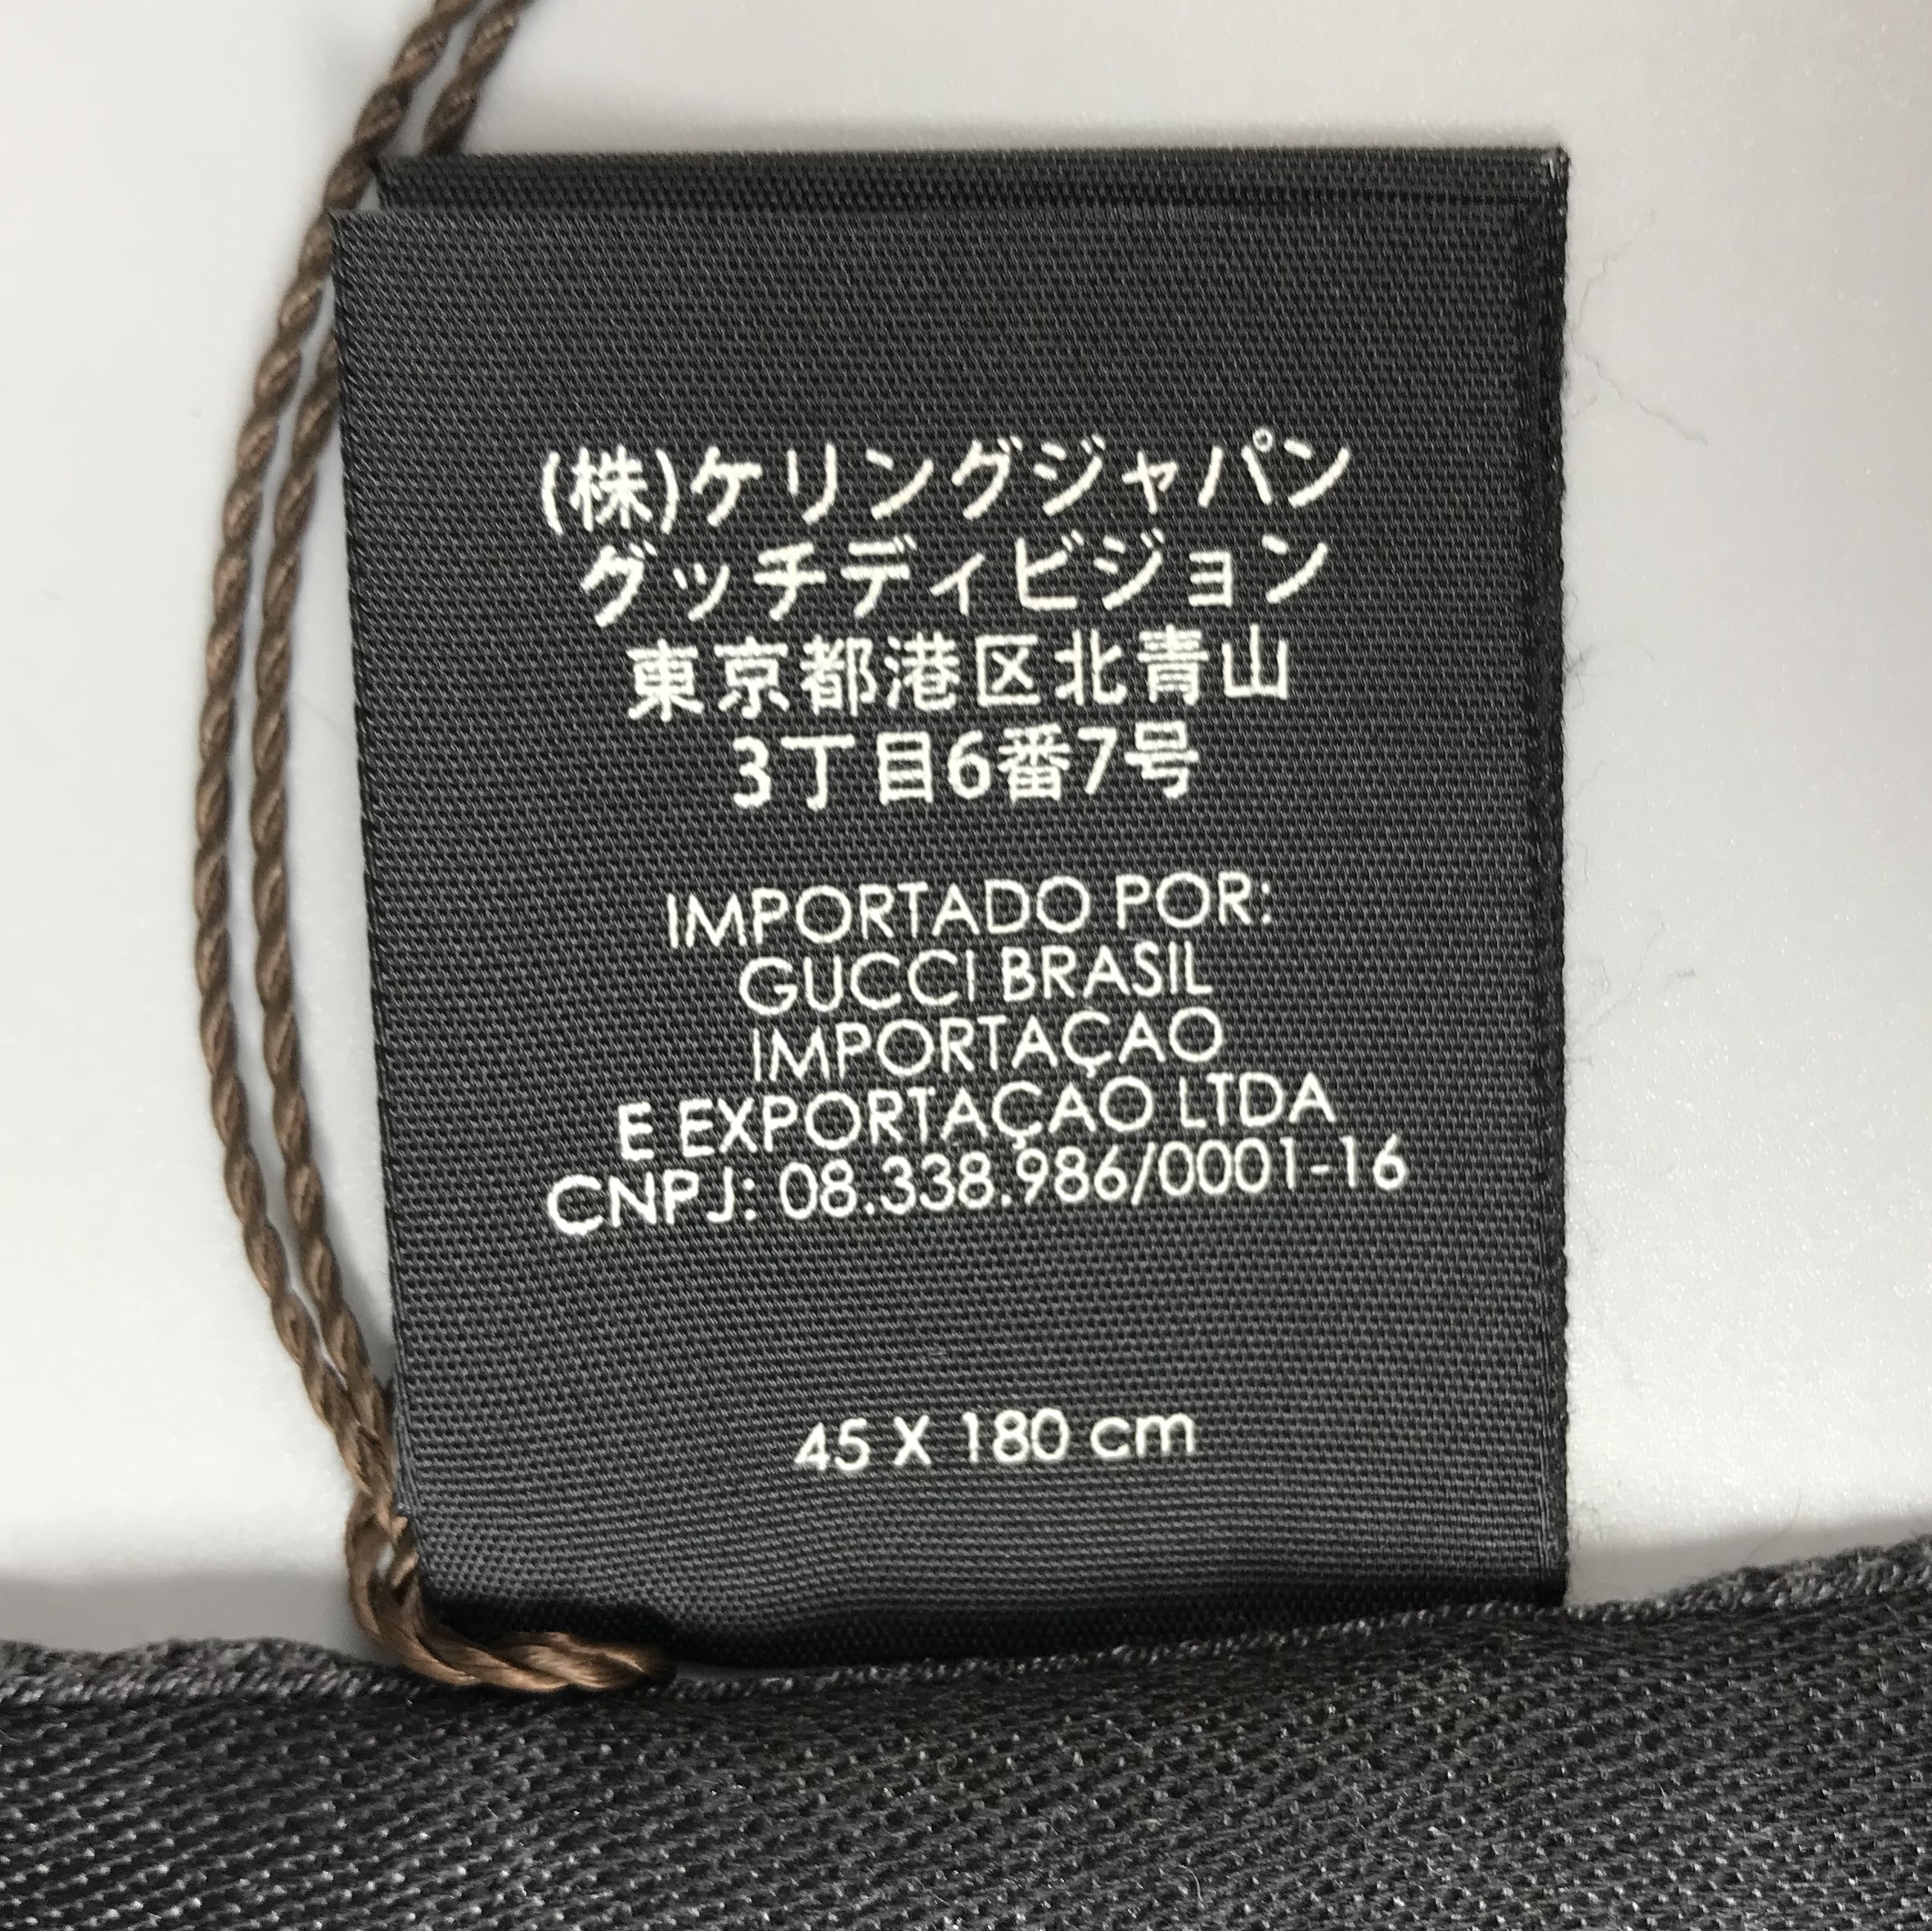 (株)ケリングジャパン
グッチディビジョン
東京都港区北青山
3丁目6番7号
IMPORTADO POR:
GUCCI BRASIL
IMPORTAÇAO
E EXPORTAÇAO LTDA
CNPJ: 08.338.986/0001-16
45 X 180 cm